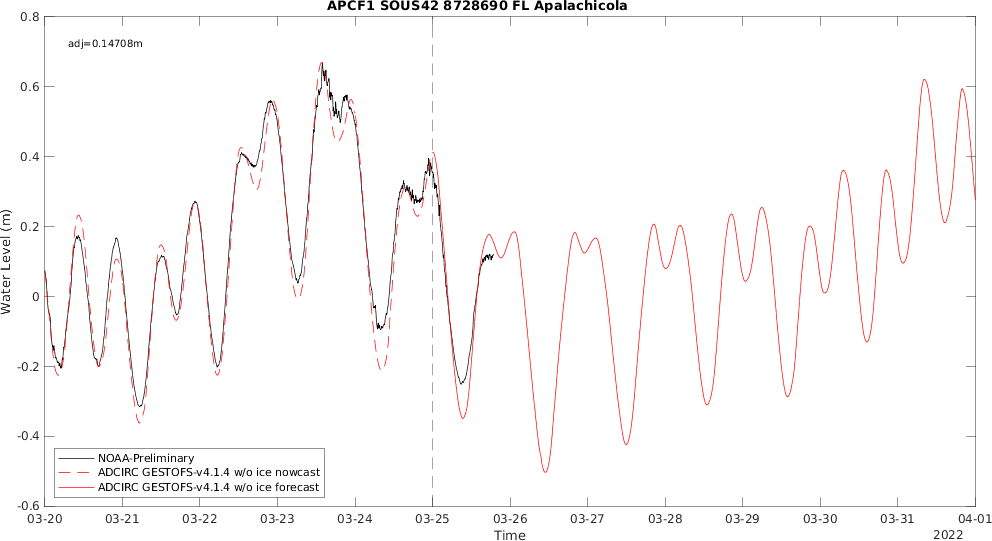 APCF1 SOUS42 8728690 FL Apalachicola
adj=0.14708m
0.8
0.6
0.4
0.2
0
-0.2
-0.4
-0.6
Water Level (m)
NOAA-Preliminary
ADCIRC GESTOFS-v4.1.4 w/o ice nowcast
ADCIRC GESTOFS-v4.1.4 w/o ice forecast
03-20 03-21 03-22 03-23 03-24 03-25 03-26 03-27 03-28 03-29 03-30 03-31 04-01
Time
2022